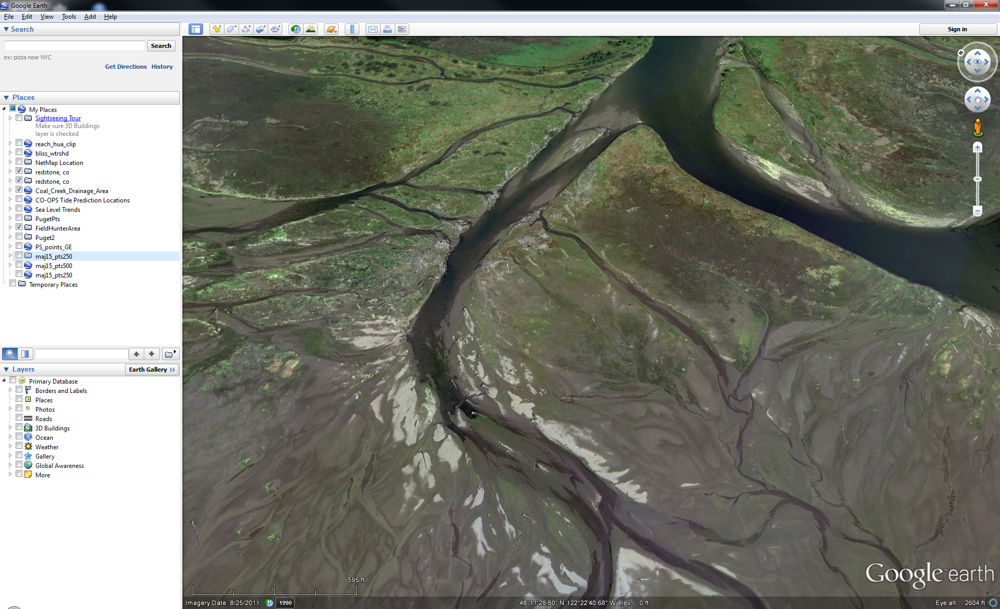 Google Earth
File Edit View Tools Add Help
Search
Sign in
Search
ex: pizza near NYC
Get Directions History
Places
My Places
Sightseeing Tour
Make sure 3D Buildings
layer is checked
reach_hua_clip
bliss_wtrshd
NetMap Location
redstone, co
redstone, co
Coal_Creek_Drainage_Area
CO-OPS Tide Prediction Locations
Sea Level Trends
PugetPts
FieldHunterArea
Puget2
PS_points_GE
maj15_pts250
maj15_pts500
maj15_pts250
Temporary Places
Layers
Earth Gallery »
Primary Database
Borders and Labels
Places
Photos
Roads
3D Buildings
Ocean
Weather
Gallery
Global Awareness
More
N
595 ft
Google earth
Imagery Date: 8/25/2011 1990 48°11'28.80" N 122°22'40.68" W elev 0 ft Eye alt 2604 ft